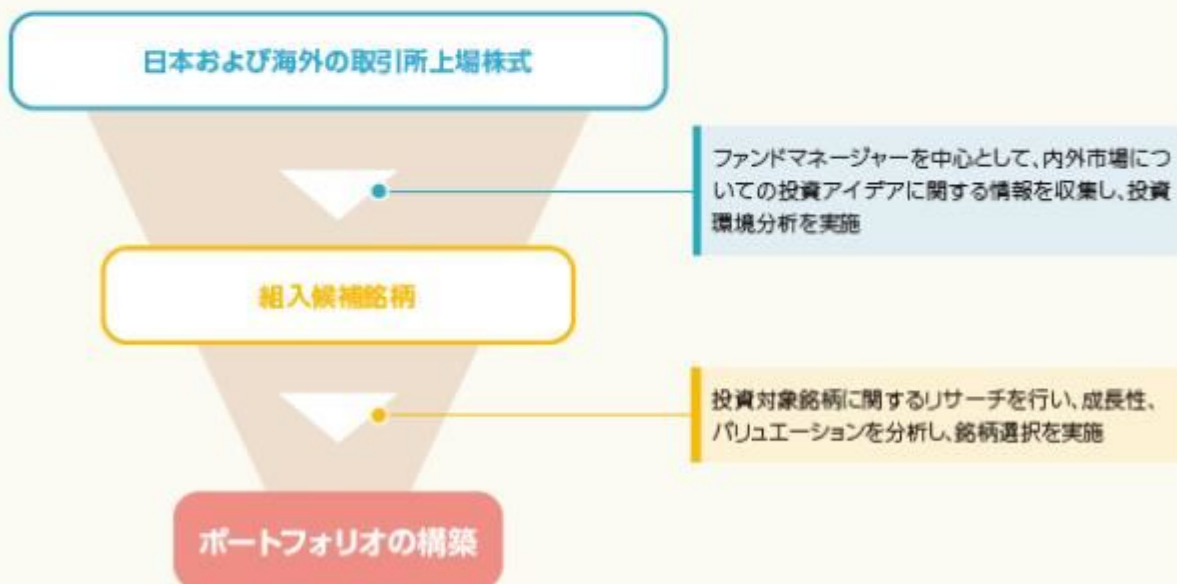 日本および海外の取引所上場株式
ファンドマネージャーを中心として、内外市場につ
いての投資アイデアに関する情報を収集し、投資
環境分析を実施
組入候補銘柄
投資対象銘柄に関するリサーチを行い、成長性、
バリュエーションを分析し、銘柄選択を実施
ポートフォリオの構築